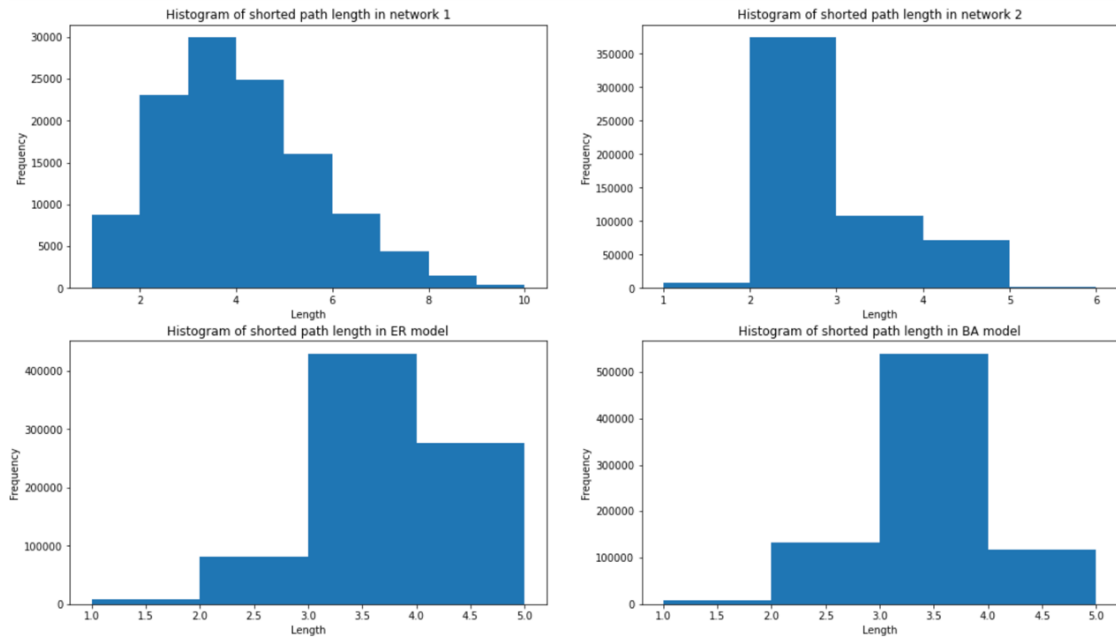 Histogram of shorted path length in network 1
30000
25000
20000
15000
10000
5000
0
Frequency
2 4 6 8 10
Length
Histogram of shorted path length in network 2
350000
300000
250000
200000
150000
100000
50000
0
Frequency
1 2 3 4 5 6
Length
Histogram of shorted path length in ER model
400000
300000
200000
100000
0
Frequency
1.0 1.5 2.0 2.5 3.0 3.5 4.0 4.5 5.0
Length
Histogram of shorted path length in BA model
500000
400000
300000
200000
100000
0
Frequency
1.0 1.5 2.0 2.5 3.0 3.5 4.0 4.5 5.0
Length